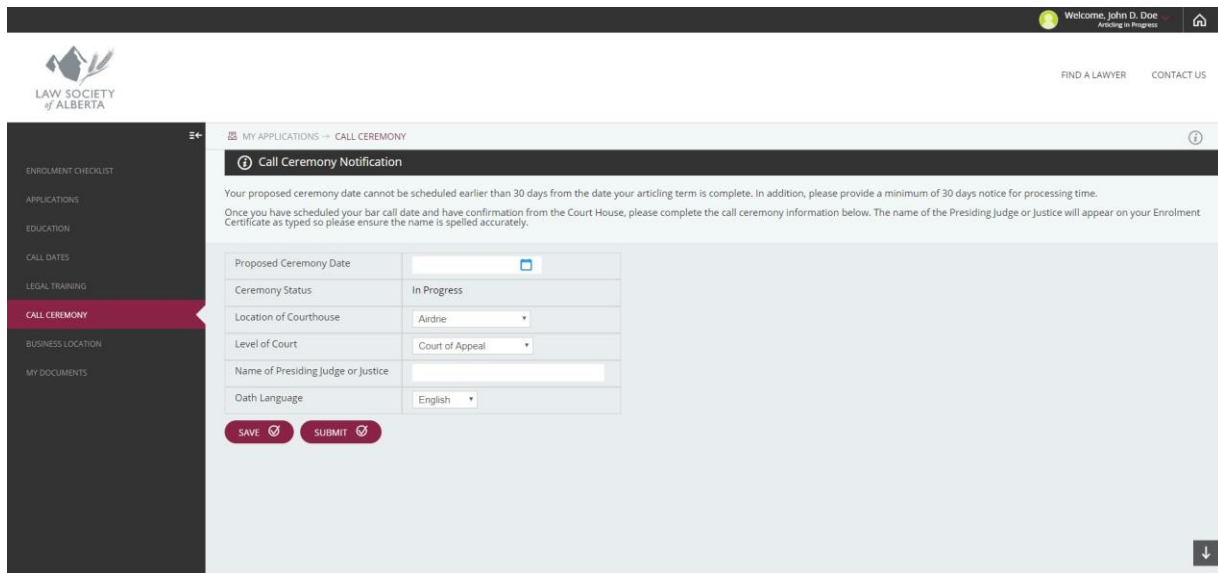 Welcome, John D. Doe
Articling in Progress
LAW SOCIETY
of ALBERTA
FIND A LAWYER CONTACT US
MY APPLICATIONS → CALL CEREMONY
ENROLMENT CHECKLIST
APPLICATIONS
EDUCATION
CALL DATES
LEGAL TRAINING
CALL CEREMONY
BUSINESS LOCATION
MY DOCUMENTS
Call Ceremony Notification
Your proposed ceremony date cannot be scheduled earlier than 30 days from the date your articling term is complete. In addition, please provide a minimum of 30 days notice for processing time.
Once you have scheduled your bar call date and have confirmation from the Court House, please complete the call ceremony information below. The name of the Presiding Judge or Justice will appear on your Enrolment
Certificate as typed so please ensure the name is spelled accurately.
Proposed Ceremony Date
Ceremony Status In Progress
Location of Courthouse Airdrie
Level of Court Court of Appeal
Name of Presiding Judge or Justice
Oath Language English
SAVE SUBMIT